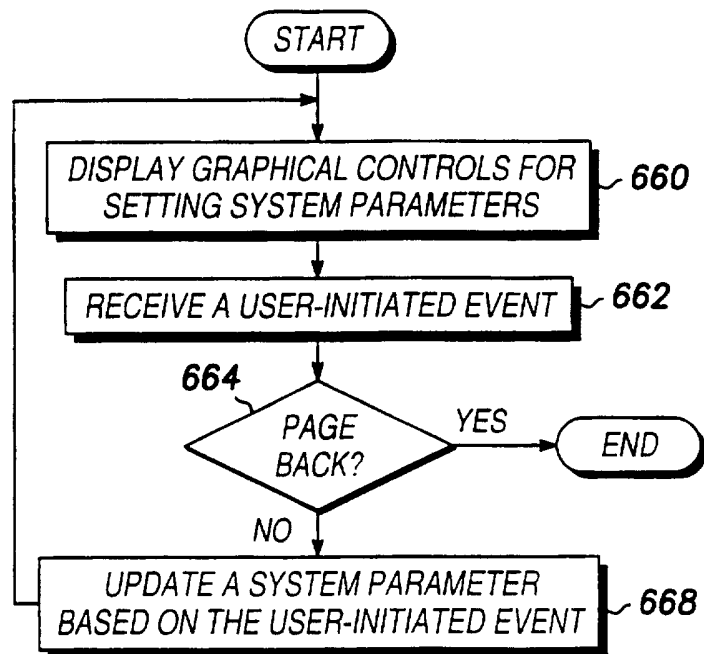 START
DISPLAY GRAPHICAL CONTROLS FOR
SETTING SYSTEM PARAMETERS
660
RECEIVE A USER-INITIATED EVENT
662
664
PAGE
BACK?
YES
END
NO
UPDATE A SYSTEM PARAMETER
BASED ON THE USER-INITIATED EVENT
668